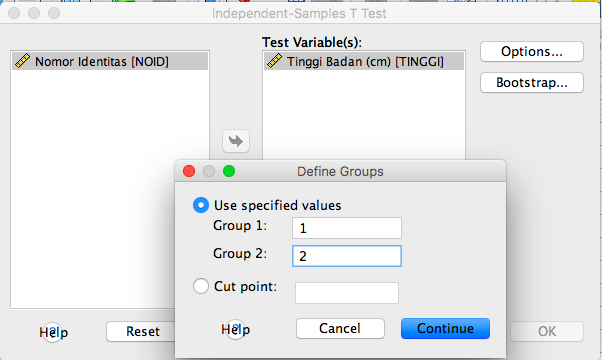 Independent-Samples T Test
Test Variable(s):
Nomor Identitas [NOID]
Tinggi Badan (cm) [TINGGI]
Options...
Bootstrap...
Define Groups
Use specified values
Group 1: 1
Group 2: 2
Cut point:
Help
Cancel
Continue
Help
Reset
OK